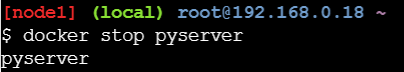 [node1] (local) root@192.168.0.18 ~
$ docker stop pyserver
pyserver